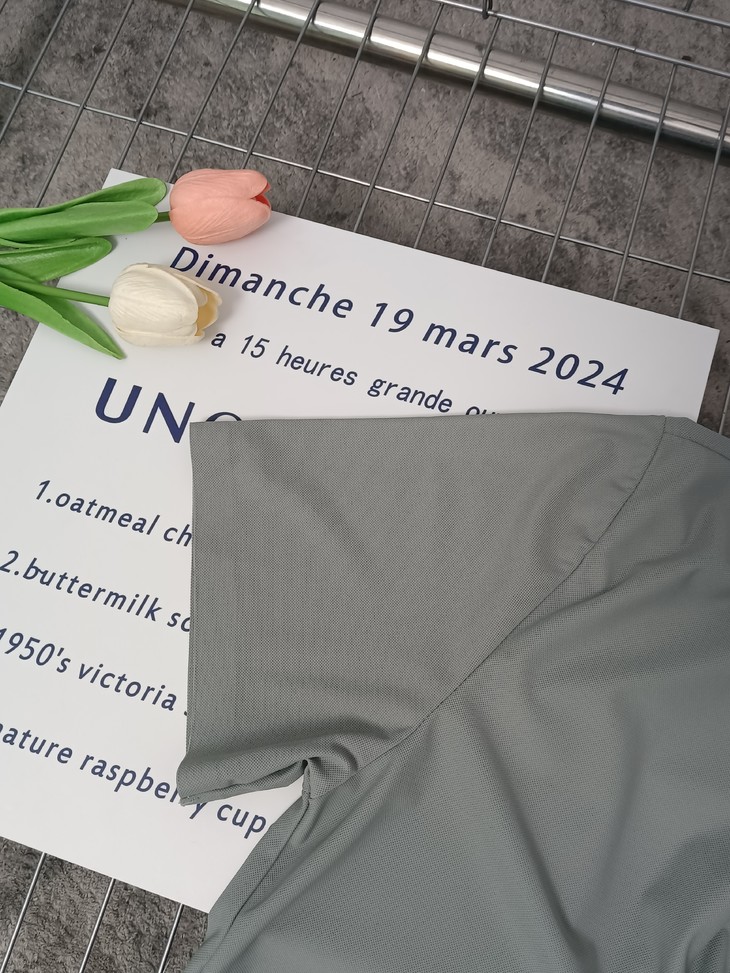 Dimanche 19 mars 2024
a 15 heures grande
UN
1.oatmeal ch
2.buttermilk sc
1950's victoria
nature raspberry cup